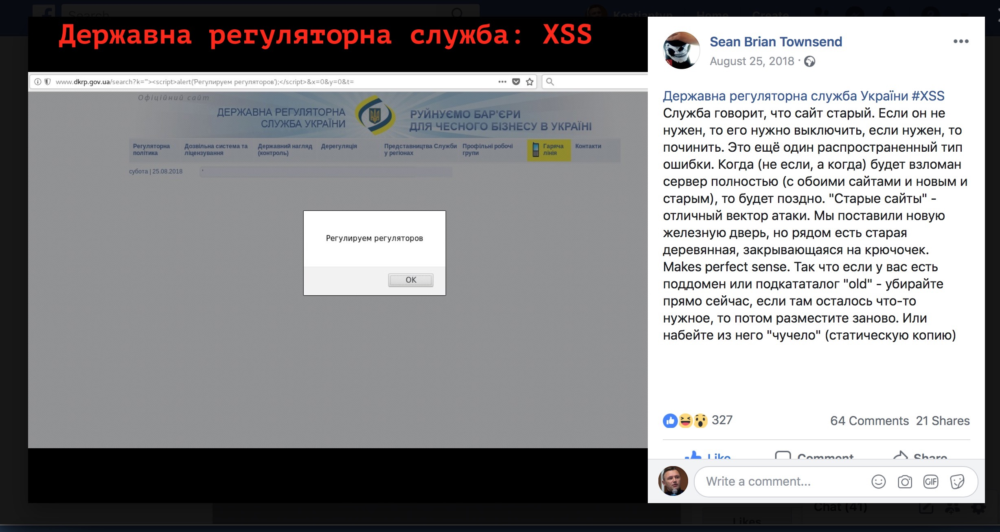 Search
Kostiantyn Home Create
Державна регуляторна служба: XSS
www.dkrp.gov.ua/search?k='"><script>alert('Регулируем регуляторов');</script>&x=0&y=0&t=
Офіційний сайт
ДЕРЖАВНА РЕГУЛЯТОРНА
СЛУЖБА УКРАЇНИ
РУЙНУЄМО БАР'ЄРИ
ДЛЯ ЧЕСНОГО БІЗНЕСУ В УКРАЇНІ
Регуляторна
політика
Дозвільна система та
ліцензування
Державний нагляд
(контроль)
Дерегуляція
Представництва Служби
у регіонах
Профільні робочі
групи
Гаряча
лінія
Контакти
субота | 25.08.2018
'
Регулируем регуляторов
OK
Sean Brian Townsend
August 25, 2018 ·
Державна регуляторна служба України #XSS
Служба говорит, что сайт старый. Если он не
нужен, то его нужно выключить, если нужен, то
починить. Это ещё один распространенный тип
ошибки. Когда (не если, а когда) будет взломан
сервер полностью (с обоими сайтами и новым и
старым), то будет поздно. "Старые сайты" -
отличный вектор атаки. Мы поставили новую
железную дверь, но рядом есть старая
деревянная, закрывающаяся на крючочек.
Makes perfect sense. Так что если у вас есть
поддомен или подкататалог "old" - убирайте
прямо сейчас, если там осталось что-то
нужное, то потом разместите заново. Или
набейте из него "чучело" (статическую копию)
327
64 Comments 21 Shares
Like Comment Share
Write a comment...
GIF
Chat (41)
Likes